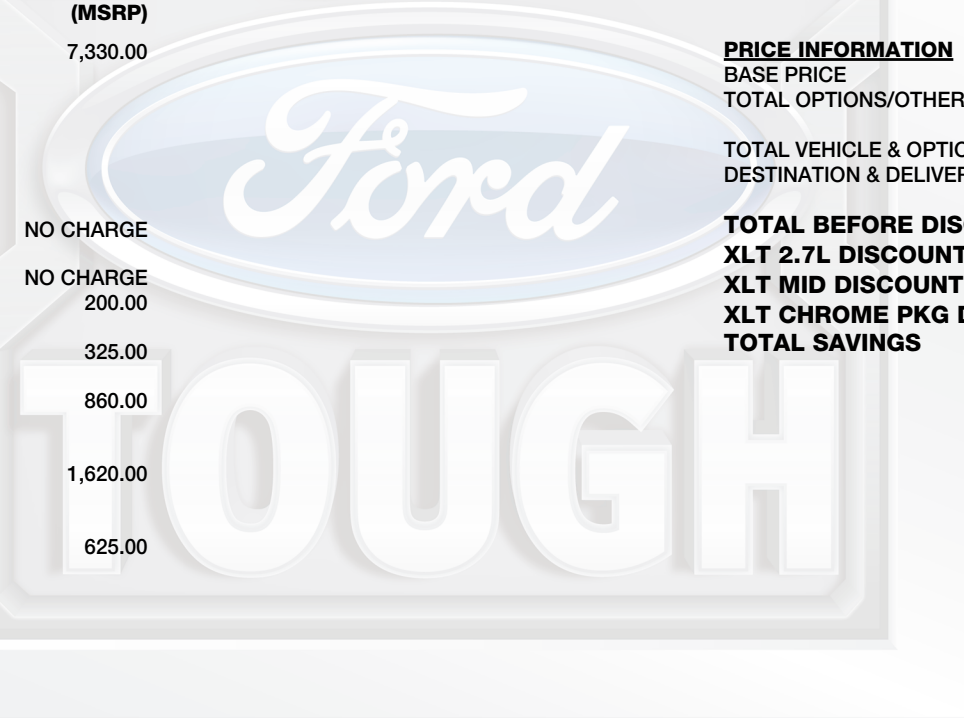 (MSRP)
7,330.00
NO CHARGE
NO CHARGE
200.00
325.00
860.00
1,620.00
625.00
PRICE INFORMATION
BASE PRICE
TOTAL OPTIONS/OTHER
TOTAL VEHICLE & OPTIO
DESTINATION & DELIVER
TOTAL BEFORE DISC
XLT 2.7L DISCOUNT
XLT MID DISCOUNT
XLT CHROME PKG D
TOTAL SAVINGS
Ford
TOUGH